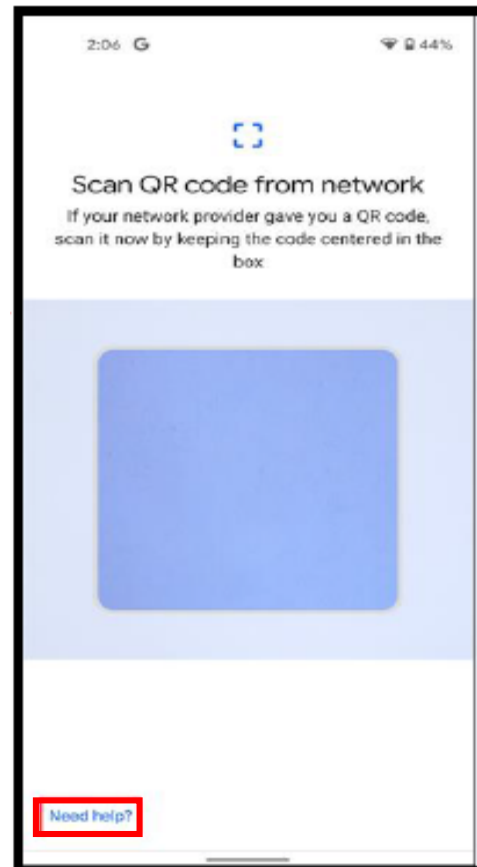 2:06 G 44%
Scan QR code from network
If your network provider gave you a QR code,
scan it now by keeping the code centered in the
box
Need help?